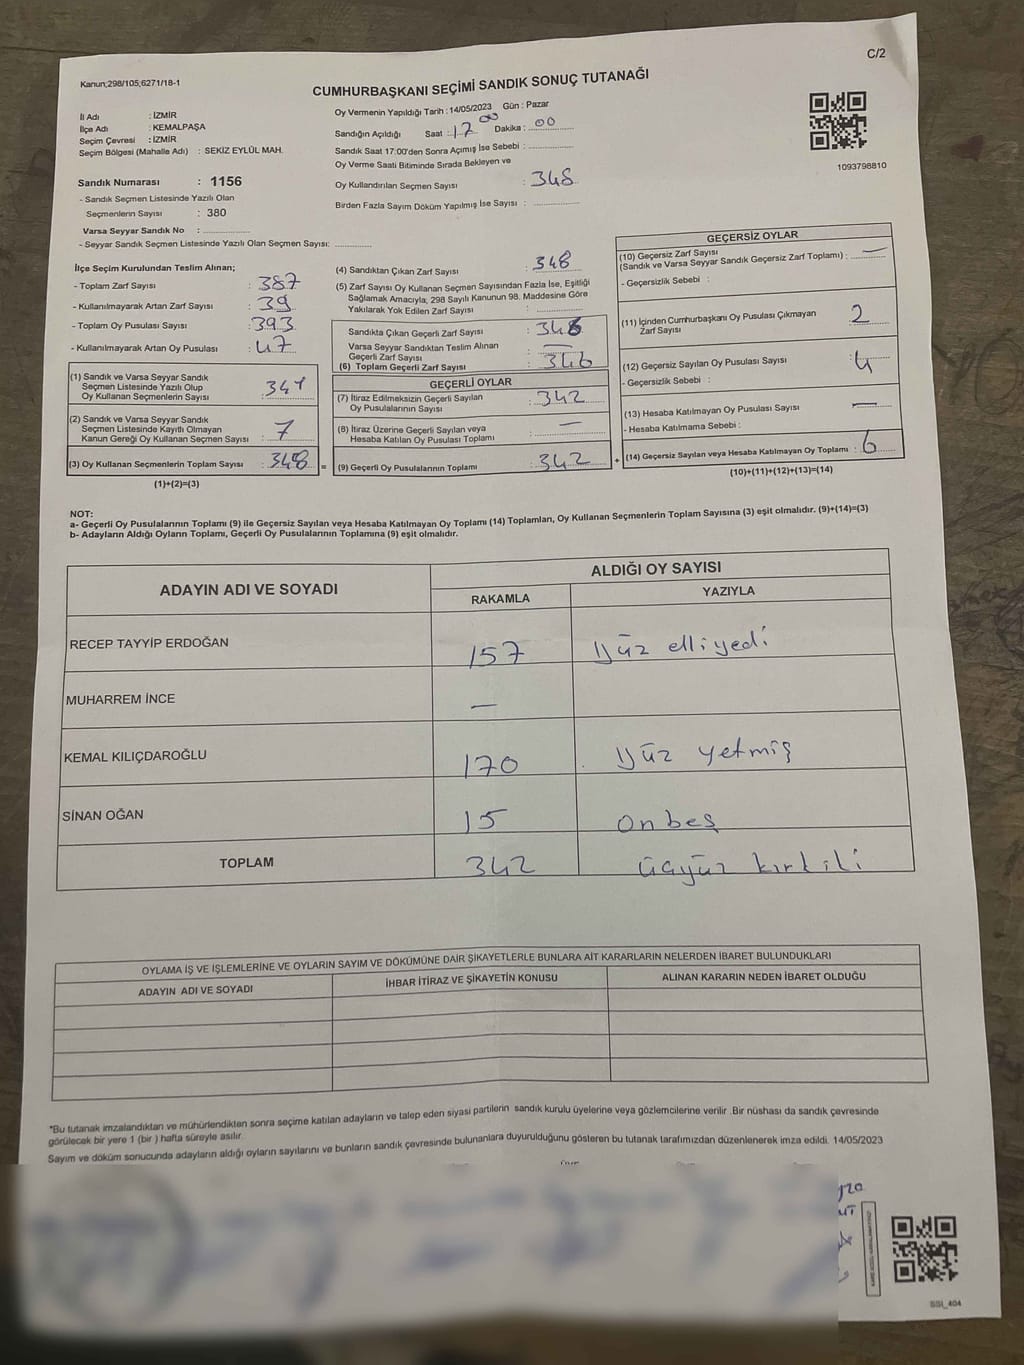 C/2
Kanun;298/105;6271/18-1
CUMHURBAŞKANI SEÇİMİ SANDIK SONUÇ TUTANAĞI
İl Adı : İZMİR
İlçe Adı : KEMALPAŞA
Seçim Çevresi : İZMİR
Seçim Bölgesi (Mahalle Adı) : SEKİZ EYLÜL MAH.
Oy Vermenin Yapıldığı Tarih : 14/05/2023 Gün : Pazar
Sandığın Açıldığı Saat : 17 00 Dakika : 00
Sandık Saat 17:00'den Sonra Açımış İse Sebebi :
Oy Verme Saati Bitiminde Sırada Bekleyen ve
Oy Kullandırılan Seçmen Sayısı : 348
Birden Fazla Sayım Döküm Yapılmış İse Sayısı :
1093798810
Sandık Numarası : 1156
- Sandık Seçmen Listesinde Yazılı Olan
Seçmenlerin Sayısı : 380
Varsa Seyyar Sandık No :
- Seyyar Sandık Seçmen Listesinde Yazılı Olan Seçmen Sayısı:
İlçe Seçim Kurulundan Teslim Alınan;
- Toplam Zarf Sayısı : 387
- Kullanılmayarak Artan Zarf Sayısı : 39
- Toplam Oy Pusulası Sayısı : 393
- Kullanılmayarak Artan Oy Pusulası : 47
(1) Sandık ve Varsa Seyyar Sandık
Seçmen Listesinde Yazılı Olup
Oy Kullanan Seçmenlerin Sayısı : 341
(2) Sandık ve Varsa Seyyar Sandık
Seçmen Listesinde Kayıtlı Olmayan
Kanun Gereği Oy Kullanan Seçmen Sayısı : 7
(3) Oy Kullanan Seçmenlerin Toplam Sayısı : 348 =
(1)+(2)=(3)
(4) Sandıktan Çıkan Zarf Sayısı : 348
(5) Zarf Sayısı Oy Kullanan Seçmen Sayısından Fazla İse, Eşitliği
Sağlamak Amacıyla, 298 Sayılı Kanunun 98. Maddesine Göre
Yakılarak Yok Edilen Zarf Sayısı :
Sandıkta Çıkan Geçerli Zarf Sayısı : 346
Varsa Seyyar Sandıktan Teslim Alınan
Geçerli Zarf Sayısı : —
(6) Toplam Geçerli Zarf Sayısı : 346
GEÇERLİ OYLAR
(7) İtiraz Edilmeksizin Geçerli Sayılan
Oy Pusulalarının Sayısı : 342
(8) İtiraz Üzerine Geçerli Sayılan veya
Hesaba Katılan Oy Pusulası Toplamı : —
(9) Geçerli Oy Pusulalarının Toplamı : 342 +
GEÇERSİZ OYLAR
(10) Geçersiz Zarf Sayısı
(Sandık ve Varsa Seyyar Sandık Geçersiz Zarf Toplamı) : —
- Geçersizlik Sebebi :
(11) İçinden Cumhurbaşkanı Oy Pusulası Çıkmayan
Zarf Sayısı : 2
(12) Geçersiz Sayılan Oy Pusulası Sayısı : 4
- Geçersizlik Sebebi :
(13) Hesaba Katılmayan Oy Pusulası Sayısı : —
- Hesaba Katılmama Sebebi :
(14) Geçersiz Sayılan veya Hesaba Katılmayan Oy Toplamı : 6
(10)+(11)+(12)+(13)=(14)
NOT:
a- Geçerli Oy Pusulalarının Toplamı (9) ile Geçersiz Sayılan veya Hesaba Katılmayan Oy Toplamı (14) Toplamları, Oy Kullanan Seçmenlerin Toplam Sayısına (3) eşit olmalıdır. (9)+(14)=(3)
b- Adayların Aldığı Oyların Toplamı, Geçerli Oy Pusulalarının Toplamına (9) eşit olmalıdır.
ADAYIN ADI VE SOYADI
ALDIĞI OY SAYISI
RAKAMLA YAZIYLA
RECEP TAYYİP ERDOĞAN 157 Yüz elliyedi
MUHARREM İNCE —
KEMAL KILIÇDAROĞLU 170 Yüz yetmiş
SİNAN OĞAN 15 onbeş
TOPLAM 342 üçyüz kırkiki
OYLAMA İŞ VE İŞLEMLERİNE VE OYLARIN SAYIM VE DÖKÜMÜNE DAİR ŞİKAYETLERLE BUNLARA AİT KARARLARIN NELERDEN İBARET BULUNDUKLARI
ADAYIN ADI VE SOYADI İHBAR İTİRAZ VE ŞİKAYETİN KONUSU ALINAN KARARIN NEDEN İBARET OLDUĞU
*Bu tutanak imzalandıktan ve mühürlendikten sonra seçime katılan adayların ve talep eden siyasi partilerin sandık kurulu üyelerine veya gözlemcilerine verilir .Bir nüshası da sandık çevresinde
görülecek bir yere 1 (bir ) hafta süreyle asılır.
Sayım ve döküm sonucunda adayların aldığı oyların sayılarını ve bunların sandık çevresinde bulunanlara duyurulduğunu gösteren bu tutanak tarafımızdan düzenlenerek imza edildi. 14/05/2023
SSI_404